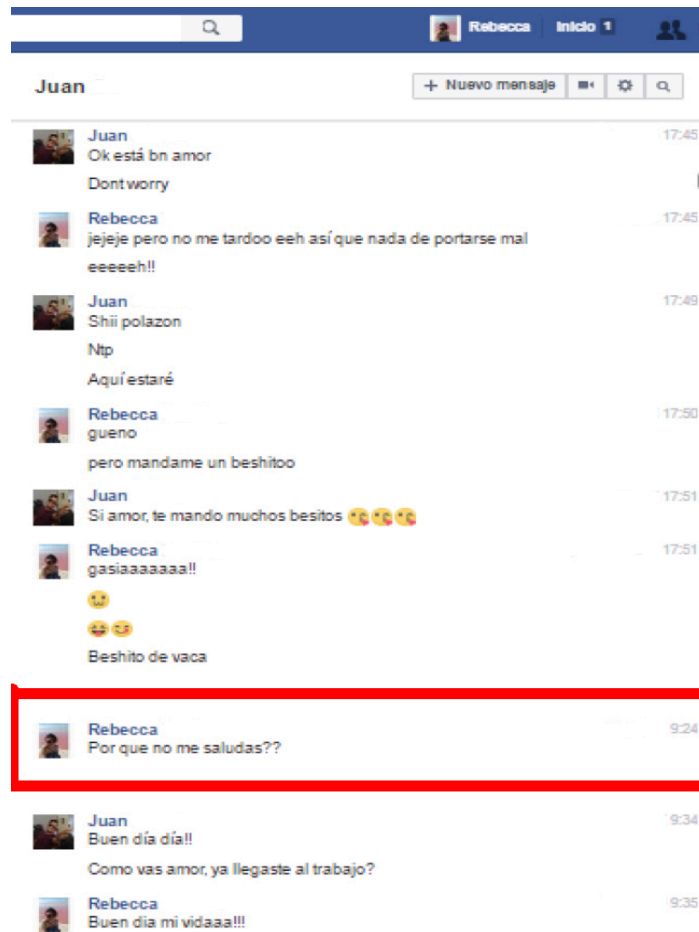 Rebecca Inicio 1
Juan
+ Nuevo mensaje
Juan 17:45
Ok está bn amor
Dont worry
Rebecca 17:45
jejeje pero no me tardoo eeh así que nada de portarse mal
eeeeeh!!
Juan 17:49
Shii polazon
Ntp
Aquí estaré
Rebecca 17:50
gueno
pero mandame un beshitoo
Juan 17:51
Si amor, te mando muchos besitos 😘😘😘
Rebecca 17:51
gasiaaaaaaa!!
Beshito de vaca
Rebecca 9:24
Por que no me saludas??
Juan 9:34
Buen día día!!
Como vas amor, ya llegaste al trabajo?
Rebecca 9:35
Buen dia mi vidaaa!!!